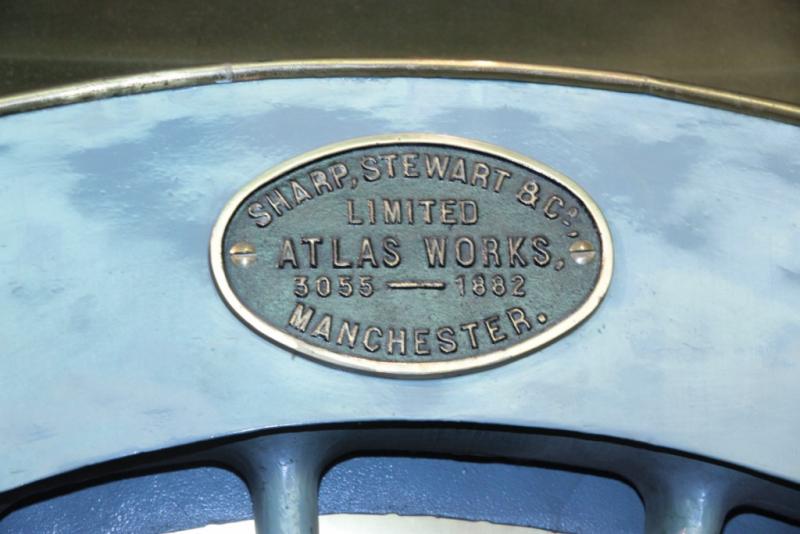 SHARP, STEWART & Co.,
LIMITED
ATLAS WORKS,
3055 — 1882
MANCHESTER.